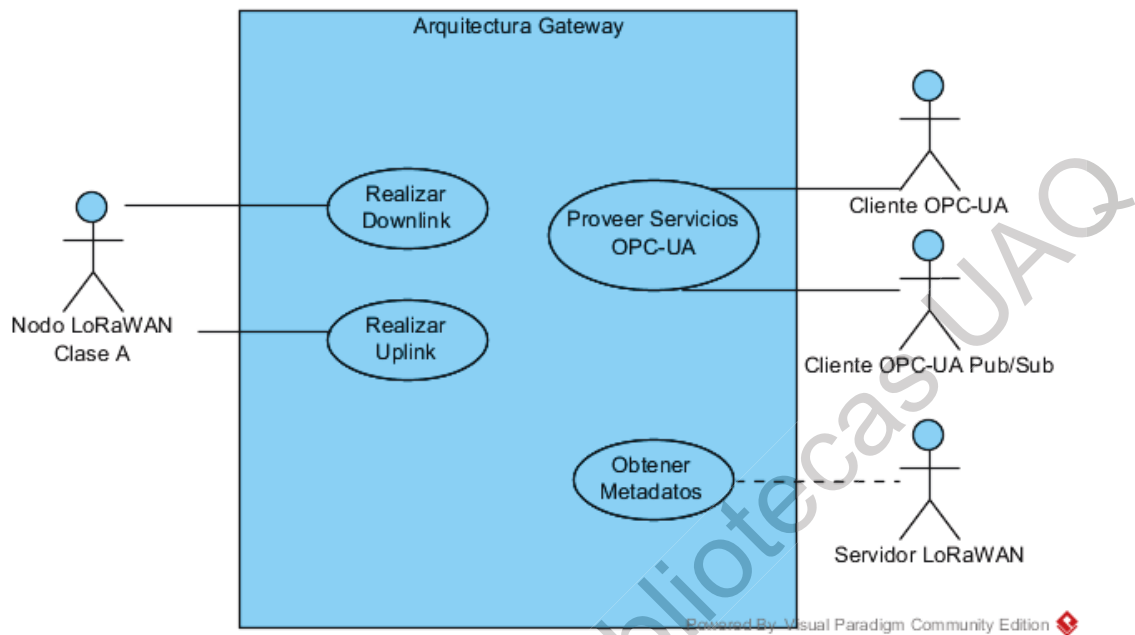 Arquitectura Gateway
Realizar
Downlink
Proveer Servicios
OPC-UA
Cliente OPC-UA
Nodo LoRaWAN
Clase A
Realizar
Uplink
Cliente OPC-UA Pub/Sub
Obtener
Metadatos
Servidor LoRaWAN
Powered By Visual Paradigm Community Edition
bliotecas UAQ